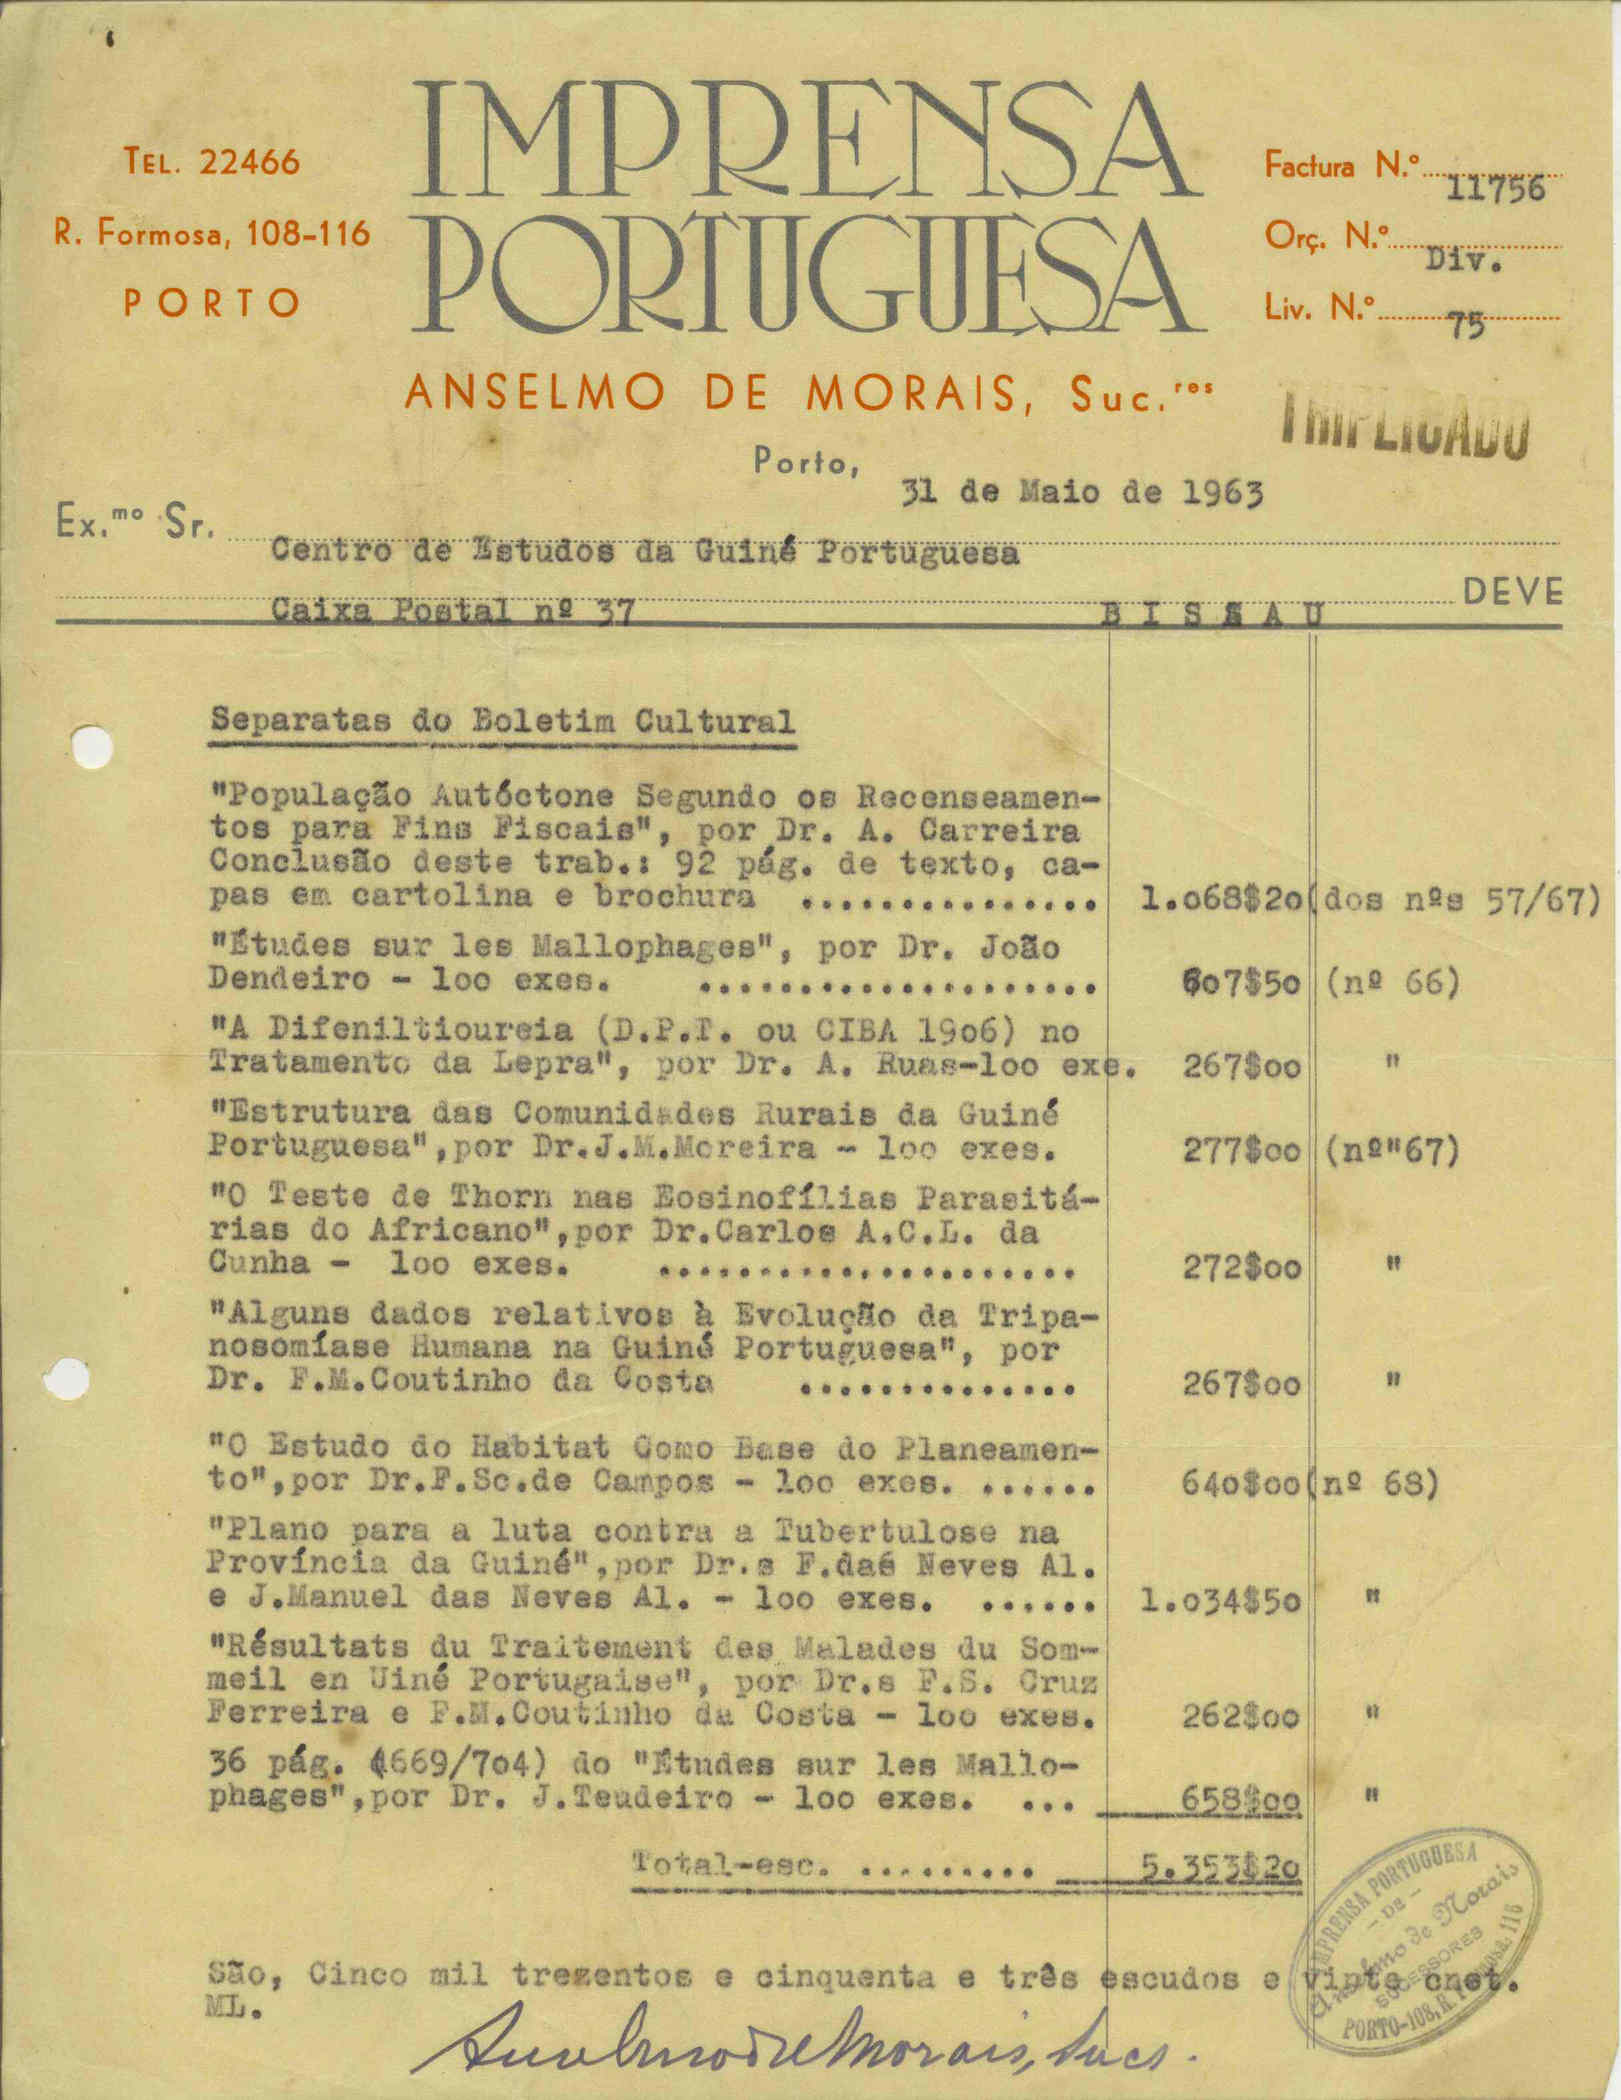 IMPRENSA
PORTUGUESA
ANSELMO DE MORAIS, Suc.res
TEL. 22466
R. Formosa, 108-116
PORTO
Factura N.º 11756
Orç. N.º Div.
Liv. N.º 75
TRIPLICADO
Porto, 31 de Maio de 1963
Ex.mo Sr. Centro de Estudos da Guiné Portuguesa
Caixa Postal nº 37 BISSAU DEVE
Separatas do Boletim Cultural
"População Autóctone Segundo os Recenseamen-
tos para Fins Fiscais", por Dr. A. Carreira
Conclusão deste trab.: 92 pág. de texto, ca-
pas em cartolina e brochura ............... 1.068$20 (dos nºs 57/67)
"Études sur les Mallophages", por Dr. João
Dendeiro - 100 exes. .................... 607$50 (nº 66)
"A Difeniltioureia (D.P.T. ou CIBA 1906) no
Tratamento da Lepra", por Dr. A. Ruas-100 exe. 267$00 "
"Estrutura das Comunidades Rurais da Guiné
Portuguesa",por Dr.J.M.Moreira - 100 exes. 277$00 (nº"67)
"O Teste de Thorn nas Eosinofílias Parasitá-
rias do Africano",por Dr.Carlos A.C.L. da
Cunha - 100 exes. ..................... 272$00 "
"Alguns dados relativos à Evolução da Tripa-
nosomíase Humana na Guiné Portuguesa", por
Dr. F.M.Coutinho da Costa .............. 267$00 "
"O Estudo do Habitat Como Base do Planeamen-
to",por Dr.F.Sc.de Campos - 100 exes. ...... 640$00 (nº 68)
"Plano para a luta contra a Tubertulose na
Província da Guiné",por Dr.s F.das Neves Al.
e J.Manuel das Neves Al. - 100 exes. ...... 1.034$50 "
"Résultats du Traitement des Malades du Som-
meil en Uiné Portugaise", por Dr.s F.S. Cruz
Ferreira e F.M.Coutinho da Costa - 100 exes. 262$00 "
36 pág. (669/704) do "Études sur les Mallo-
phages",por Dr. J.Teudeiro - 100 exes. ... 658$00 "
Total-esc. ......... 5.353$20
São, Cinco mil trezentos e cinquenta e três escudos e vinte cnet.
ML.
Anselmo de Morais, Sucs.
IMPRENSA PORTUGUESA
- DE -
Anselmo de Morais
SUCESSORES
PORTO-108, R. Formosa, 116